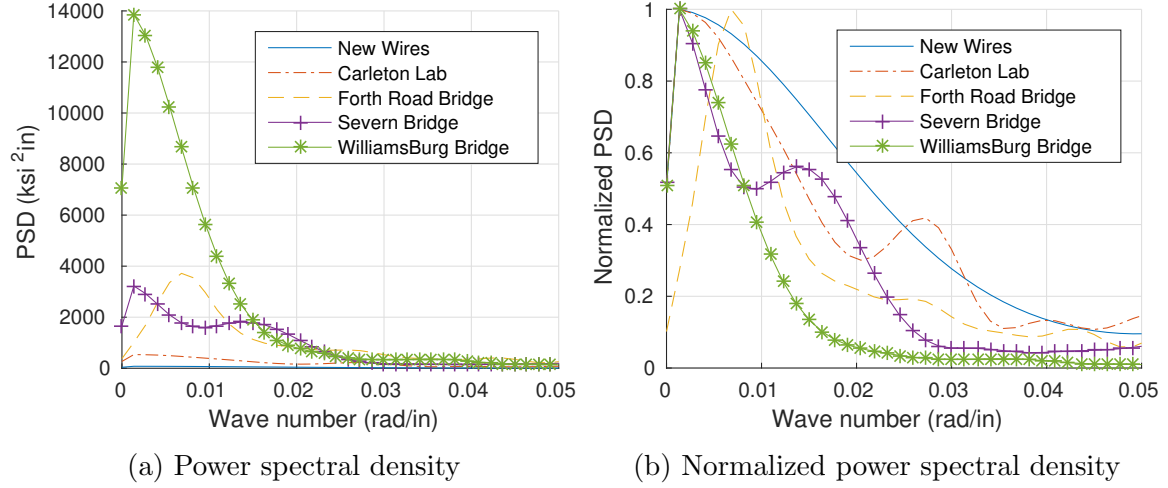 14000
12000
10000
8000
6000
4000
2000
0
PSD (ksi 2in)
New Wires
Carleton Lab
Forth Road Bridge
Severn Bridge
WilliamsBurg Bridge
0 0.01 0.02 0.03 0.04 0.05
Wave number (rad/in)
(a) Power spectral density
1
0.8
0.6
0.4
0.2
0
Normalized PSD
New Wires
Carleton Lab
Forth Road Bridge
Severn Bridge
WilliamsBurg Bridge
0 0.01 0.02 0.03 0.04 0.05
Wave number (rad/in)
(b) Normalized power spectral density